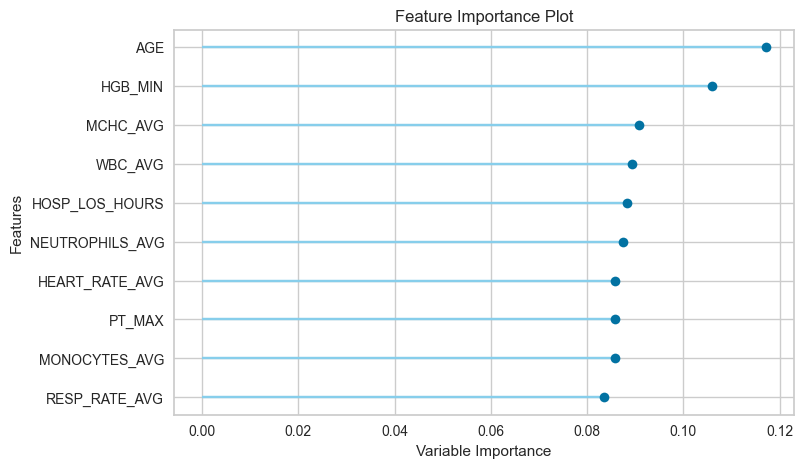 Feature Importance Plot
AGE
HGB_MIN
MCHC_AVG
WBC_AVG
HOSP_LOS_HOURS
NEUTROPHILS_AVG
HEART_RATE_AVG
PT_MAX
MONOCYTES_AVG
RESP_RATE_AVG
Features
0.00 0.02 0.04 0.06 0.08 0.10 0.12
Variable Importance